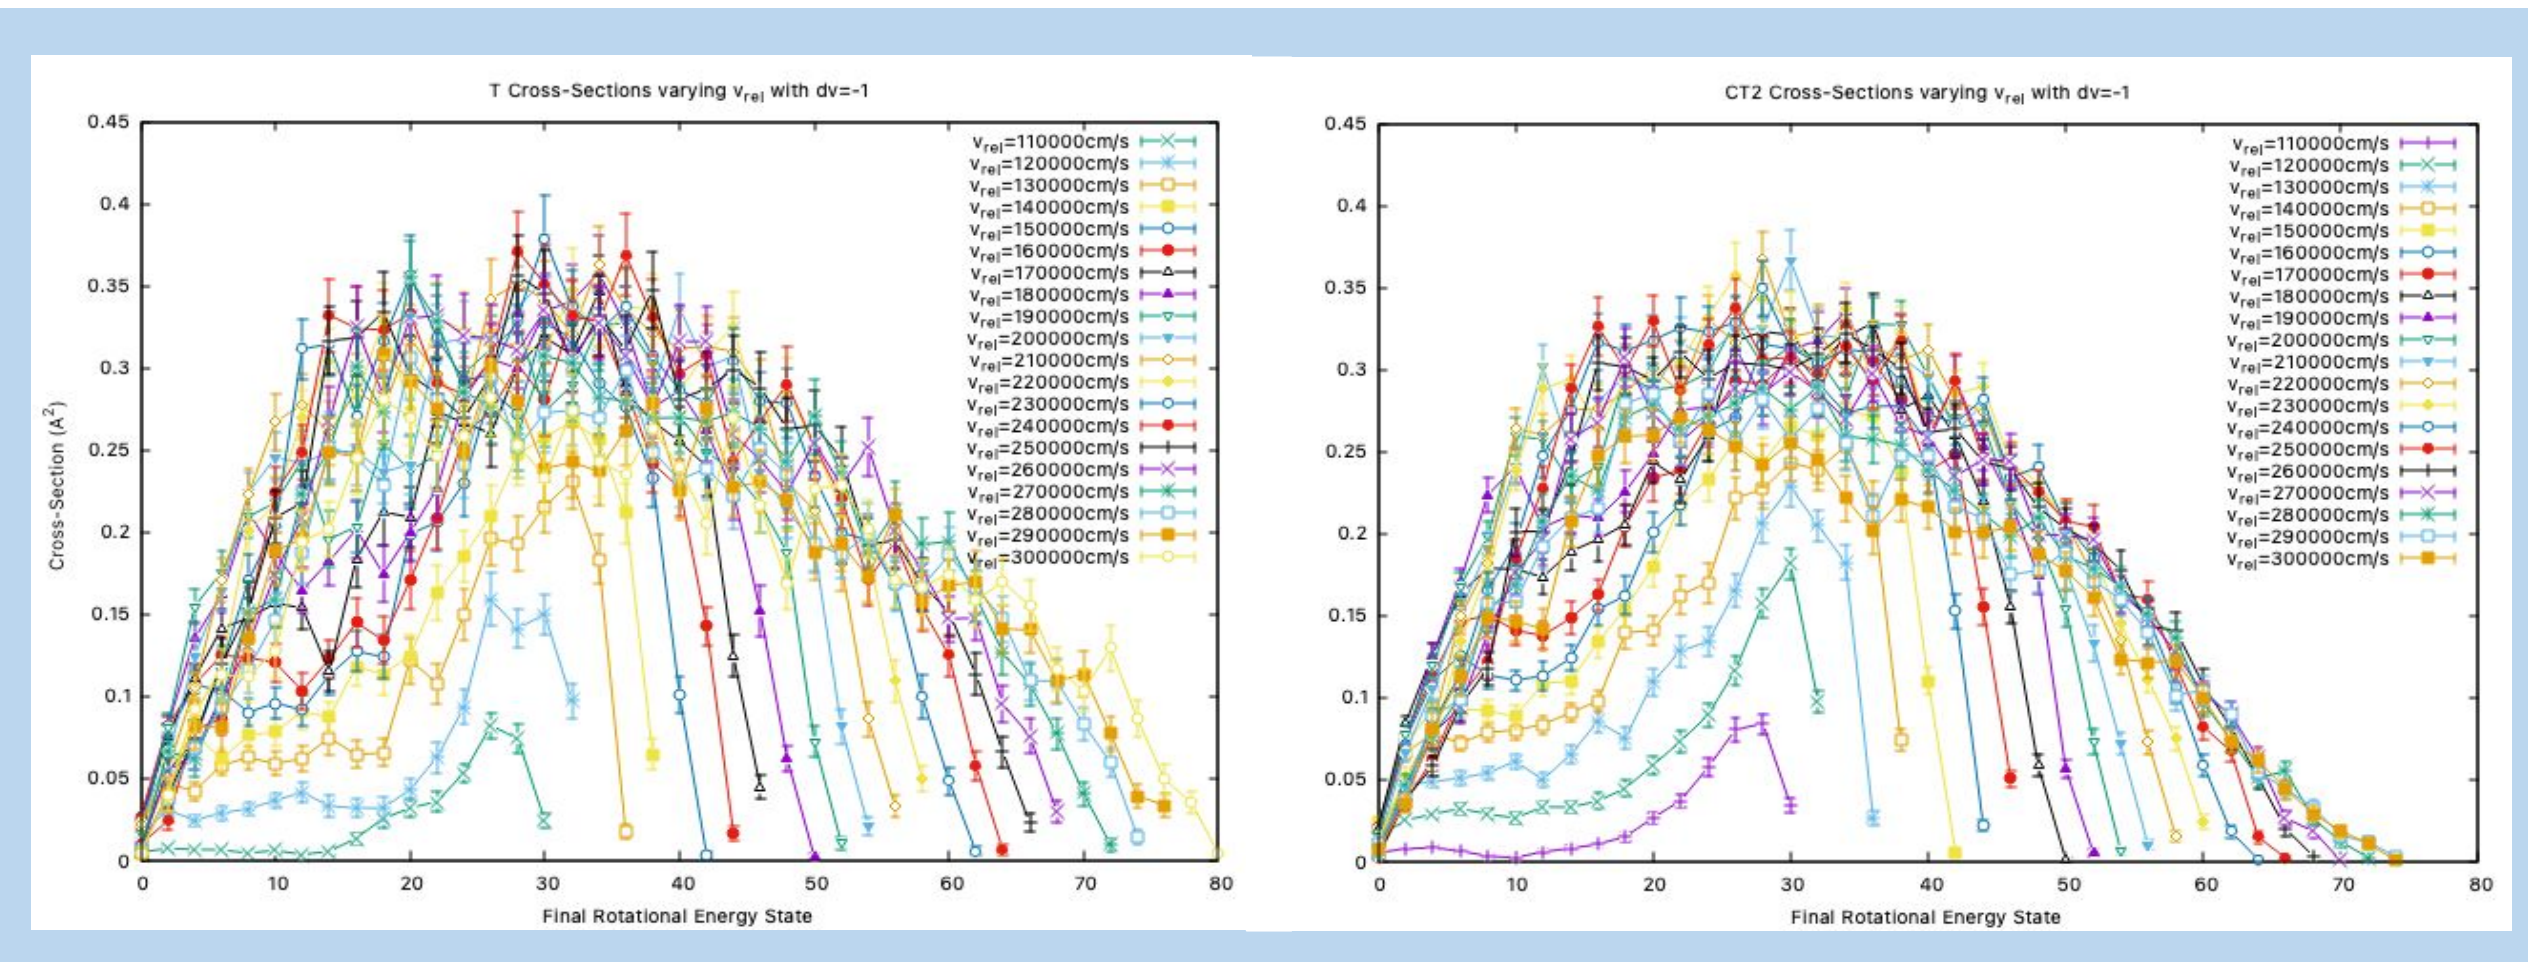 T Cross-Sections varying vrel with dv=-1
Cross-Section (A2)
0.45
0.4
0.35
0.3
0.25
0.2
0.15
0.1
0.05
0
vrel=110000cm/s
vrel=120000cm/s
vrel=130000cm/s
vrel=140000cm/s
vrel=150000cm/s
vrel=160000cm/s
vrel=170000cm/s
vrel=180000cm/s
vrel=190000cm/s
vrel=200000cm/s
vrel=210000cm/s
vrel=220000cm/s
vrel=230000cm/s
vrel=240000cm/s
vrel=250000cm/s
vrel=260000cm/s
vrel=270000cm/s
vrel=280000cm/s
vrel=290000cm/s
vrel=300000cm/s
0 10 20 30 40 50 60 70 80
Final Rotational Energy State
CT2 Cross-Sections varying vrel with dv=-1
0.45
0.4
0.35
0.3
0.25
0.2
0.15
0.1
0.05
0
vrel=110000cm/s
vrel=120000cm/s
vrel=130000cm/s
vrel=140000cm/s
vrel=150000cm/s
vrel=160000cm/s
vrel=170000cm/s
vrel=180000cm/s
vrel=190000cm/s
vrel=200000cm/s
vrel=210000cm/s
vrel=220000cm/s
vrel=230000cm/s
vrel=240000cm/s
vrel=250000cm/s
vrel=260000cm/s
vrel=270000cm/s
vrel=280000cm/s
vrel=290000cm/s
vrel=300000cm/s
0 10 20 30 40 50 60 70 80
Final Rotational Energy State